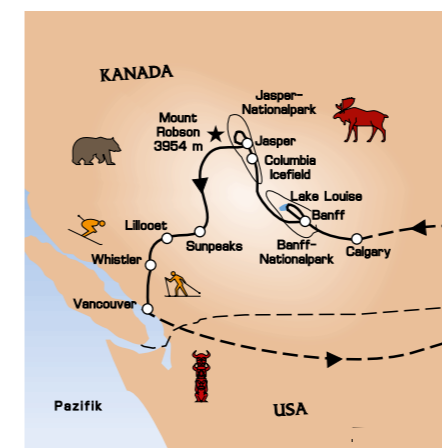 KANADA
Jasper-
Nationalpark
Mount
Robson
3954 m
Jasper
Columbia
Icefield
Lake Louise
Banff
Banff-
Nationalpark
Calgary
Lillooet
Sunpeaks
Whistler
Vancouver
Pazifik
USA